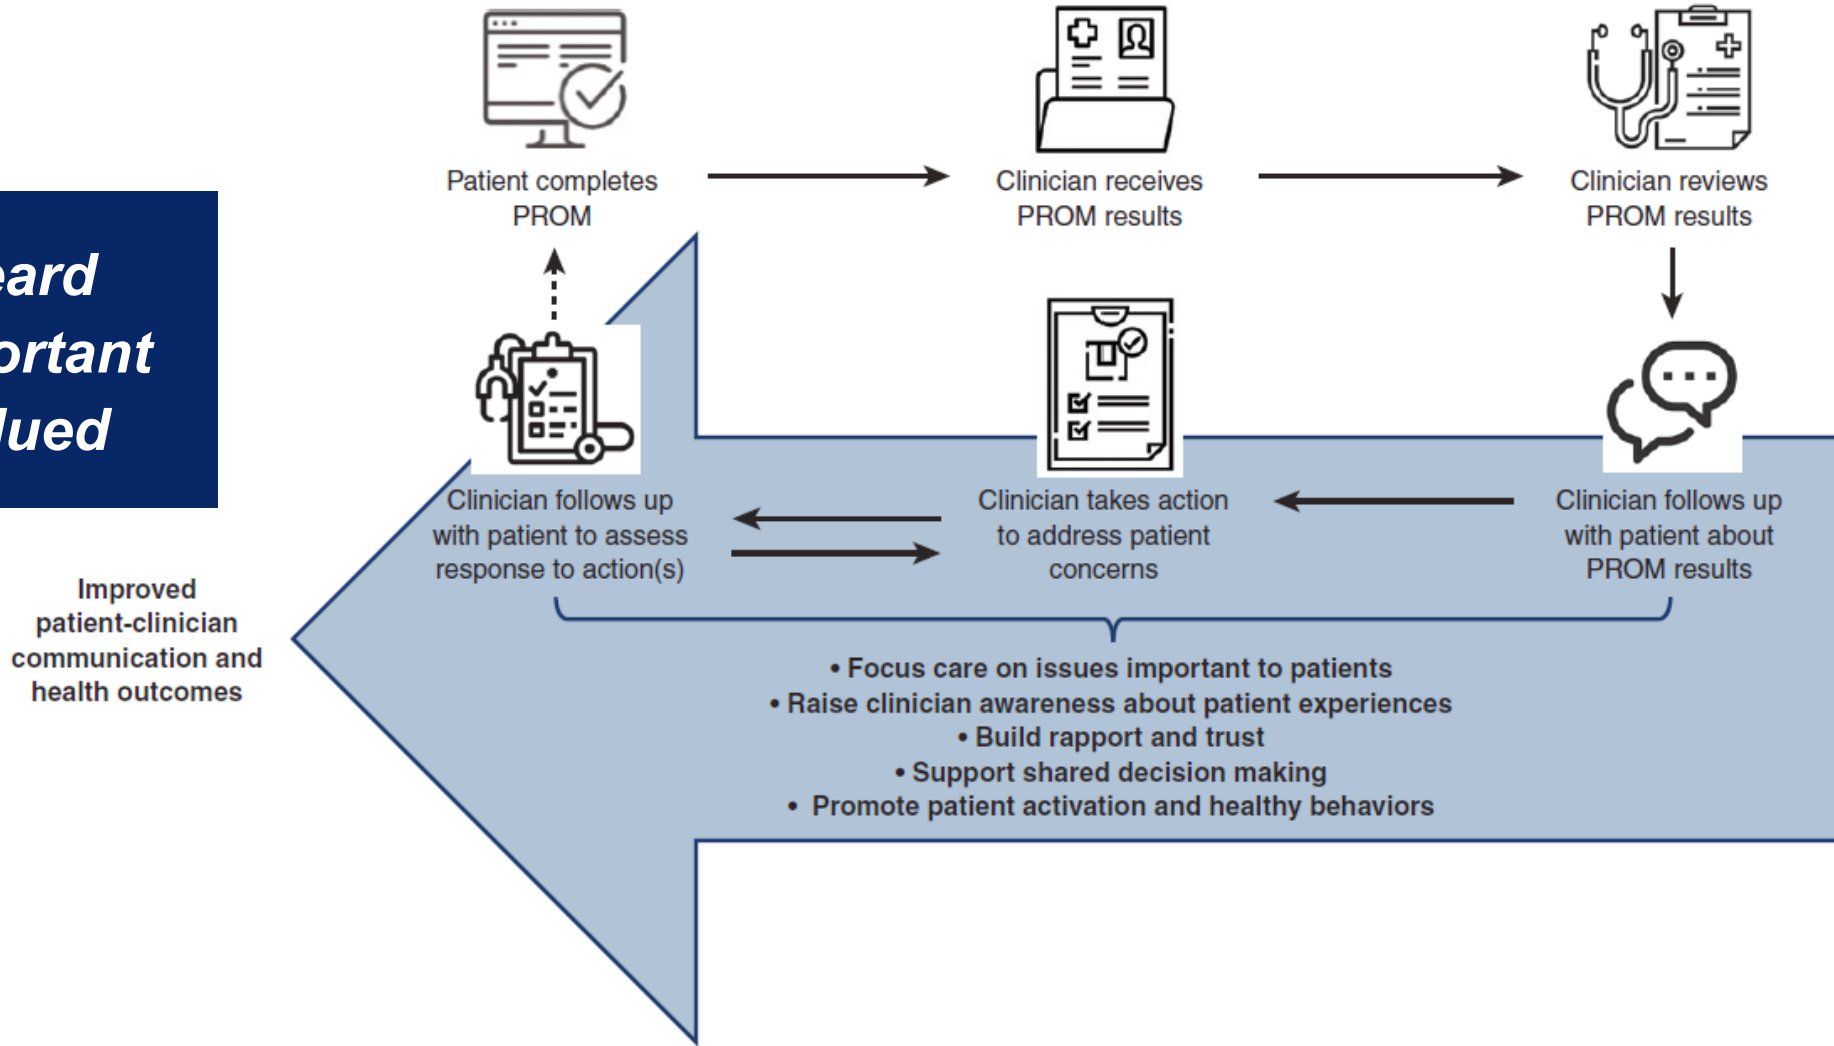 Patient completes
PROM
Clinician receives
PROM results
Clinician reviews
PROM results
Clinician follows up
with patient to assess
response to action(s)
Clinician takes action
to address patient
concerns
Clinician follows up
with patient about
PROM results
Improved
patient-clinician
communication and
health outcomes
• Focus care on issues important to patients
• Raise clinician awareness about patient experiences
• Build rapport and trust
• Support shared decision making
• Promote patient activation and healthy behaviors